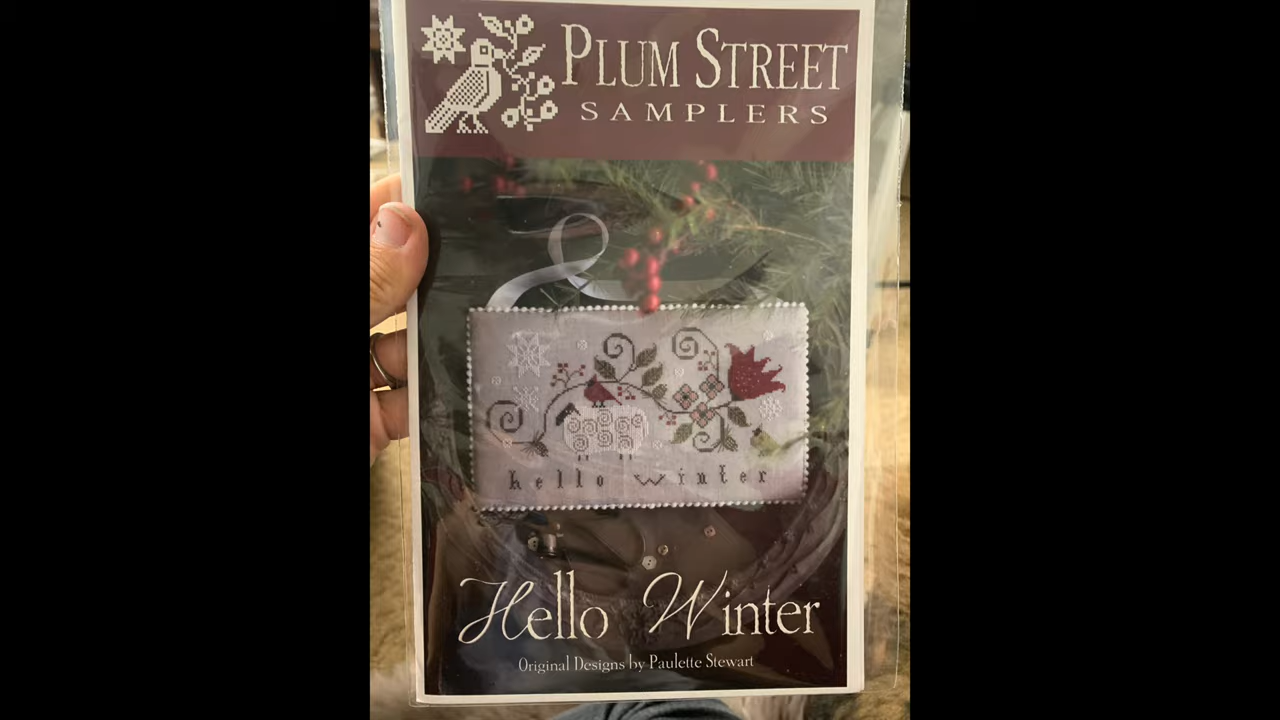 PLUM STREET
SAMPLERS
hello winter
Hello Winter
Original Designs by Paulette Stewart